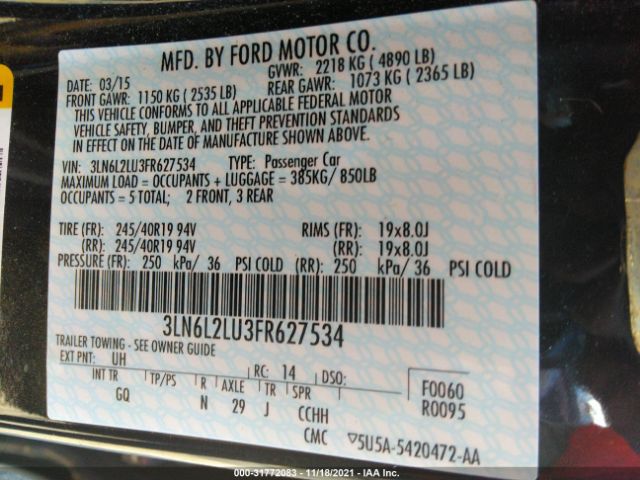 MFD. BY FORD MOTOR CO.
DATE: 03/15 GVWR: 2218 KG ( 4890 LB)
FRONT GAWR: 1150 KG ( 2535 LB) REAR GAWR: 1073 KG ( 2365 LB)
THIS VEHICLE CONFORMS TO ALL APPLICABLE FEDERAL MOTOR
VEHICLE SAFETY, BUMPER, AND THEFT PREVENTION STANDARDS
IN EFFECT ON THE DATE OF MANUFACTURE SHOWN ABOVE.
VIN: 3LN6L2LU3FR627534 TYPE: Passenger Car
MAXIMUM LOAD = OCCUPANTS + LUGGAGE = 385KG/ 850LB
OCCUPANTS = 5 TOTAL; 2 FRONT, 3 REAR
TIRE (FR): 245/40R19 94V RIMS (FR): 19x8.0J
(RR): 245/40R19 94V (RR): 19x8.0J
PRESSURE (FR): 250 kPa/ 36 PSI COLD (RR): 250 kPa/ 36 PSI COLD
3LN6L2LU3FR627534
TRAILER TOWING - SEE OWNER GUIDE
EXT PNT: UH RC: 14 DSO: F0060
INT TR TP/PS R AXLE TR SPR R0095
GQ N 29 J CCHH
CMC ▽5U5A-5420472-AA
000-31772083 - 11/18/2021 - IAA Inc.